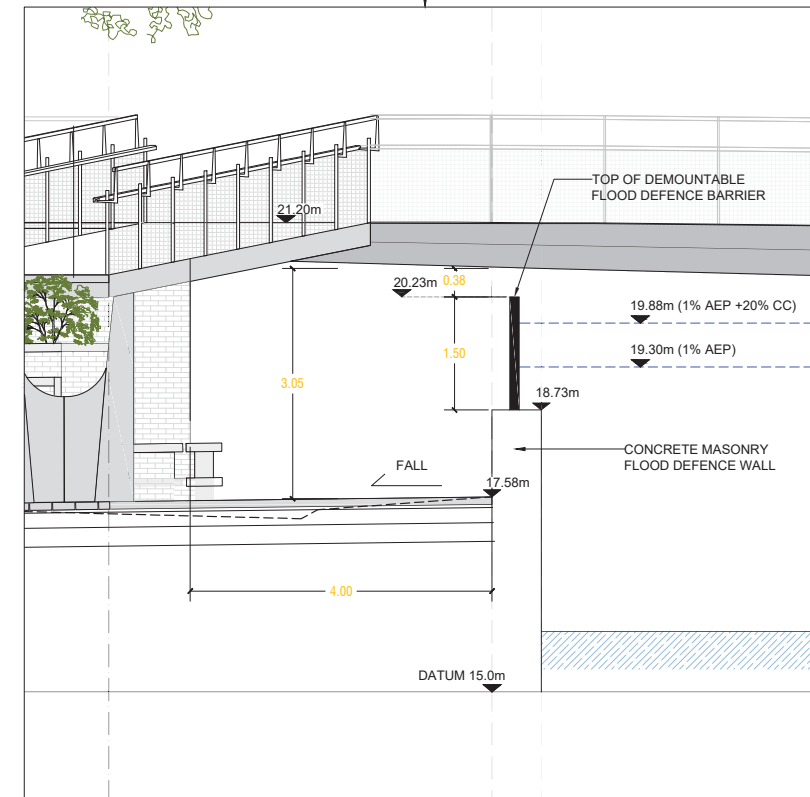 TOP OF DEMOUNTABLE
FLOOD DEFENCE BARRIER
21.20m
20.23m
0.38
19.88m (1% AEP +20% CC)
1.50
19.30m (1% AEP)
3.05
18.73m
CONCRETE MASONRY
FLOOD DEFENCE WALL
FALL
17.58m
4.00
DATUM 15.0m